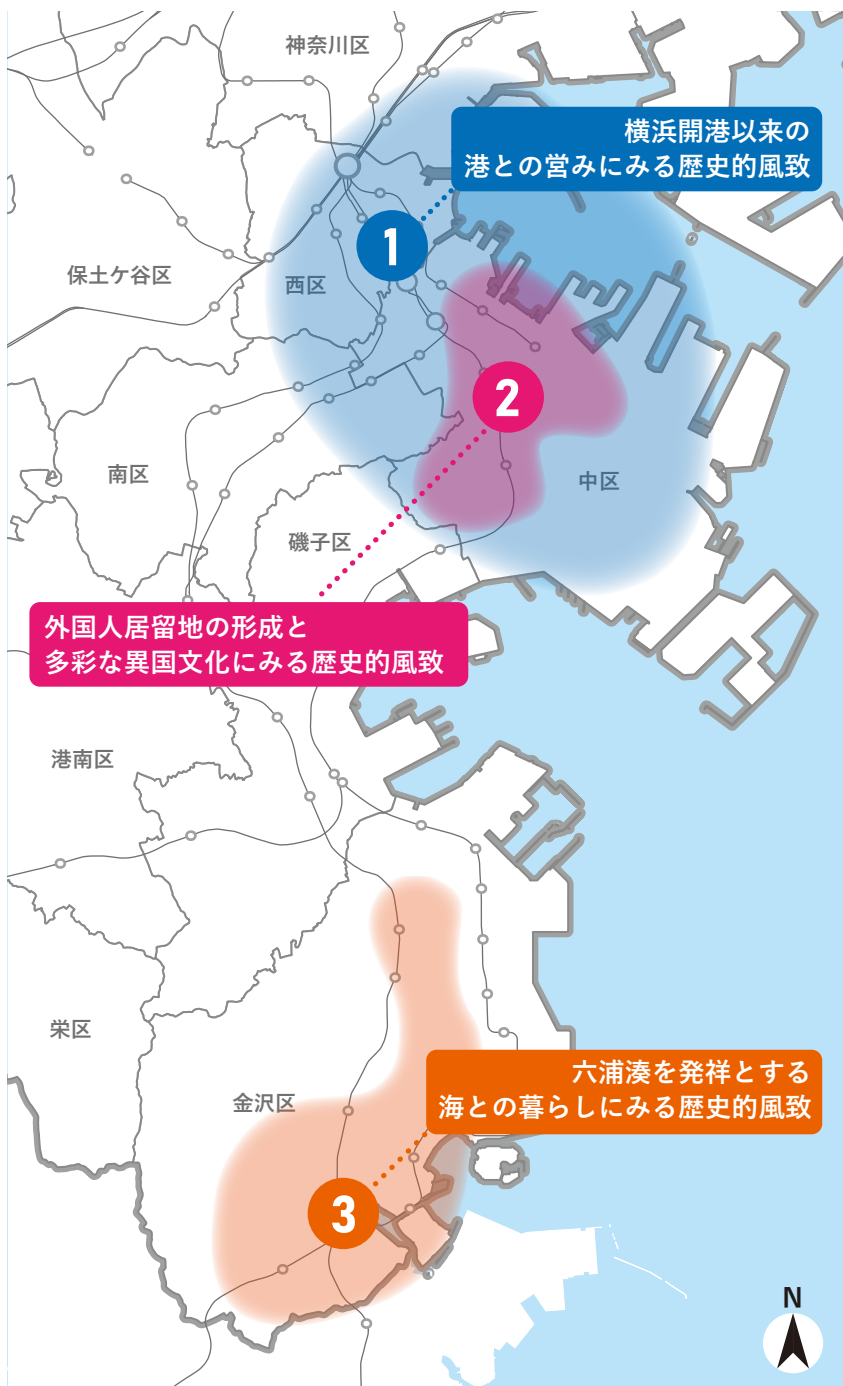 神奈川区
横浜開港以来の
港との営みにみる歴史的風致
1
保土ケ谷区
西区
2
南区
中区
磯子区
外国人居留地の形成と
多彩な異国文化にみる歴史的風致
港南区
栄区
六浦湊を発祥とする
海との暮らしにみる歴史的風致
金沢区
3
N